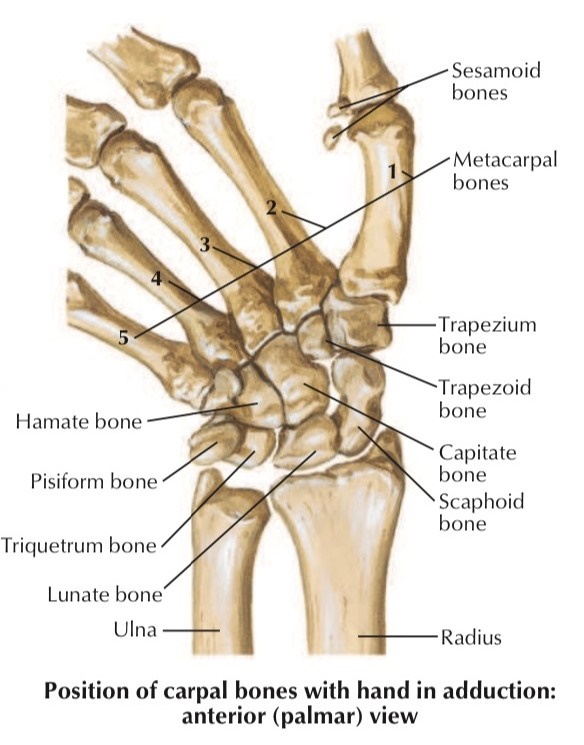 Sesamoid
bones
Metacarpal
bones
1
2
3
4
5
Trapezium
bone
Trapezoid
bone
Hamate bone
Capitate
bone
Pisiform bone
Scaphoid
bone
Triquetrum bone
Lunate bone
Ulna
Radius
Position of carpal bones with hand in adduction:
anterior (palmar) view